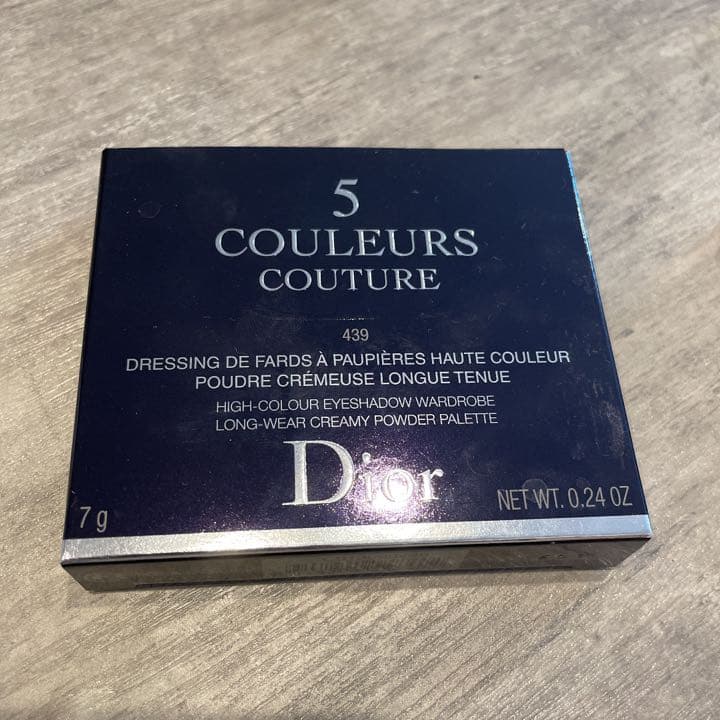 5
COULEURS
COUTURE
439
DRESSING DE FARDS À PAUPIÈRES HAUTE COULEUR
POUDRE CRÉMEUSE LONGUE TENUE
HIGH-COLOUR EYESHADOW WARDROBE
LONG-WEAR CREAMY POWDER PALETTE
Dior
7 g
NET WT. 0.24 OZ